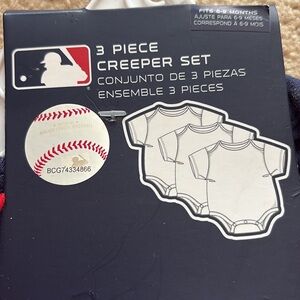 FITS 6-9 MONTHS
AJUSTE PARA 6-9 MESES
CORRESPOND À 6-9 MOIS
3 PIECE
CREEPER SET
CONJUNTO DE 3 PIEZAS
ENSEMBLE 3 PIECES
BCG74334866